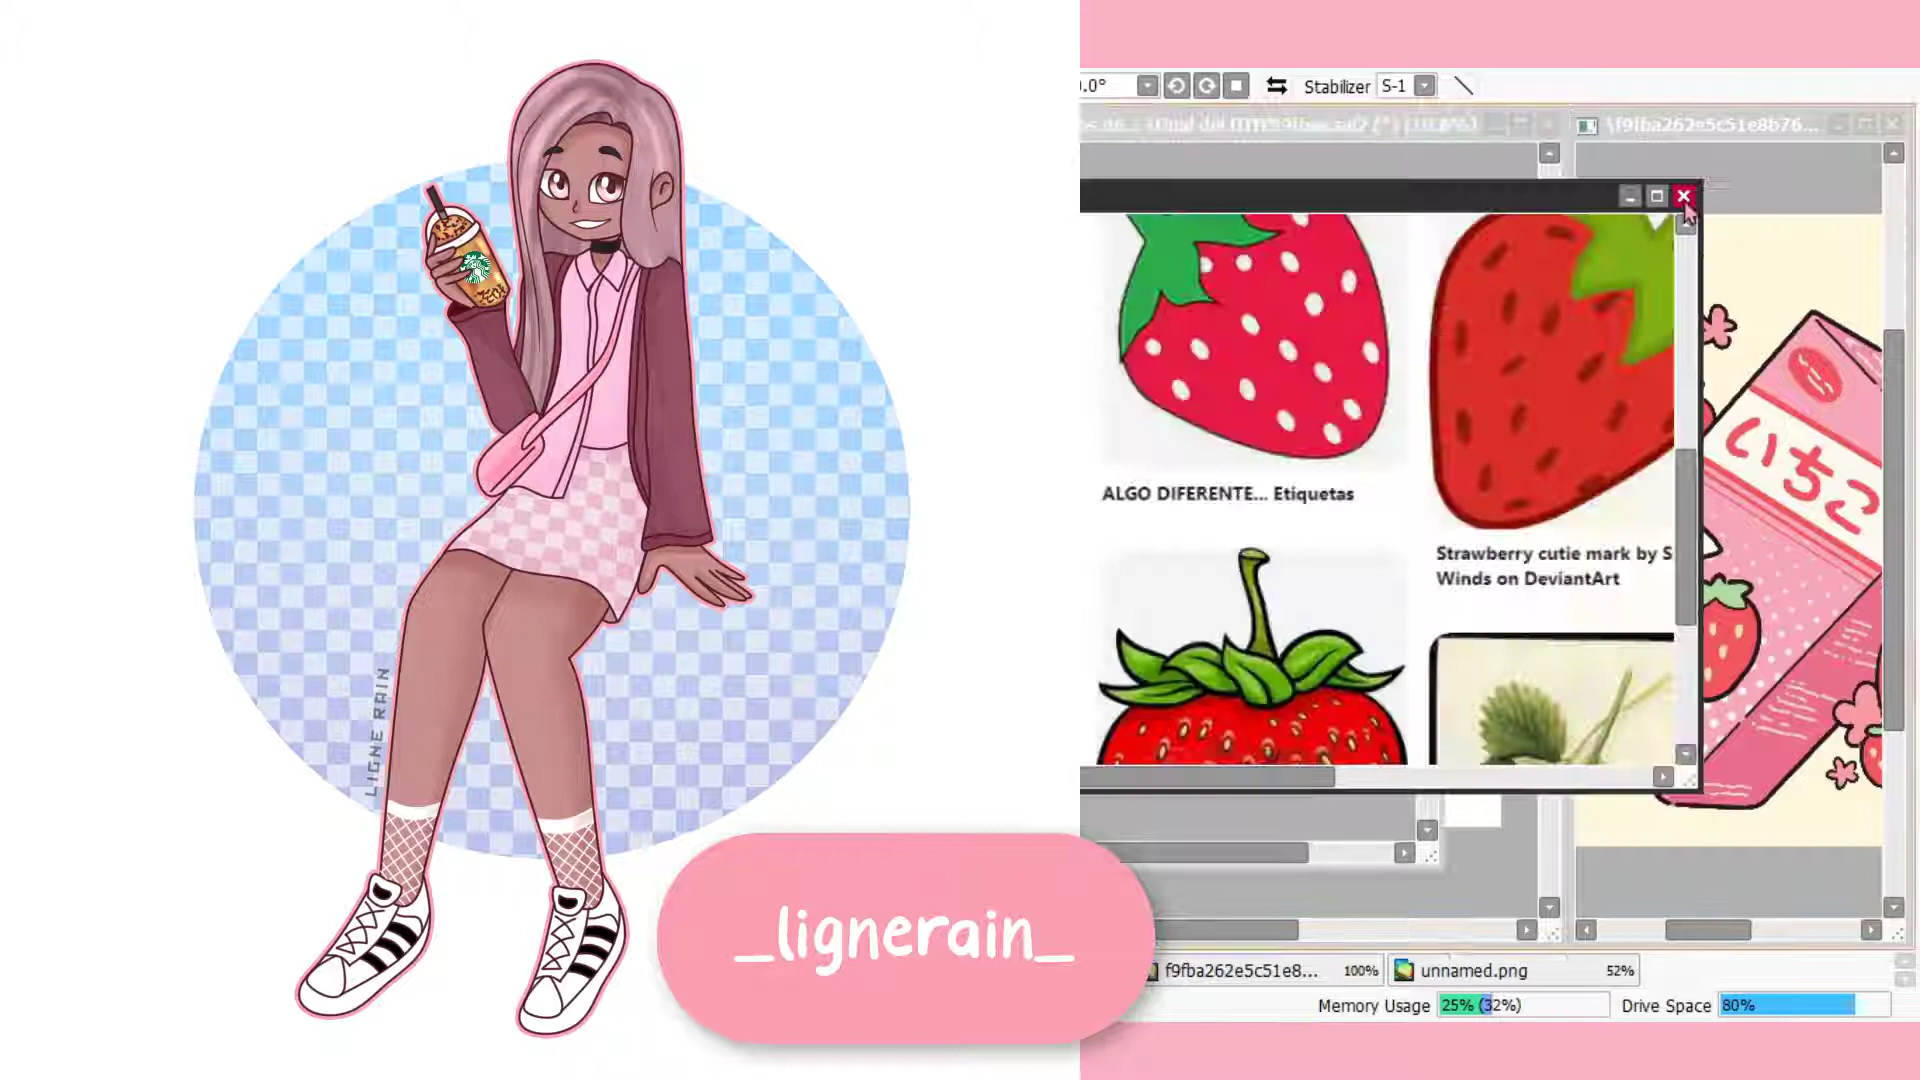 .0°
Stabilizer S-1
\f9fba262e5c51e8b76...
ALGO DIFERENTE... Etiquetas
Strawberry cutie mark by S
Winds on DeviantArt
いちご
LIGNE RAIN
_lignerain_
f9fba262e5c51e8... 100%
unnamed.png 52%
Memory Usage 25% (32%)
Drive Space 80%